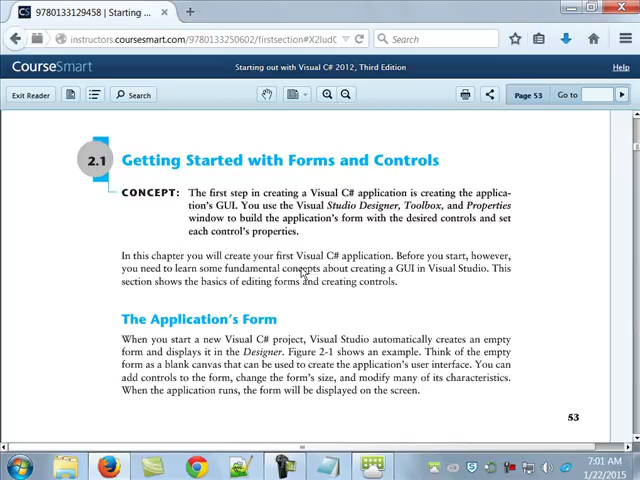 9780133129458 | Starting ...
instructors.coursesmart.com/9780133250602/firstsection#X2ludC
Search
CourseSmart
Starting out with Visual C# 2012, Third Edition
Help
Exit Reader
Search
Page 53
Go to
2.1
Getting Started with Forms and Controls
CONCEPT: The first step in creating a Visual C# application is creating the applica-
tion's GUI. You use the Visual Studio Designer, Toolbox, and Properties
window to build the application's form with the desired controls and set
each control's properties.
In this chapter you will create your first Visual C# application. Before you start, however,
you need to learn some fundamental concepts about creating a GUI in Visual Studio. This
section shows the basics of editing forms and creating controls.
The Application's Form
When you start a new Visual C# project, Visual Studio automatically creates an empty
form and displays it in the Designer. Figure 2-1 shows an example. Think of the empty
form as a blank canvas that can be used to create the application's user interface. You can
add controls to the form, change the form's size, and modify many of its characteristics.
When the application runs, the form will be displayed on the screen.
53
7:01 AM
1/22/2015